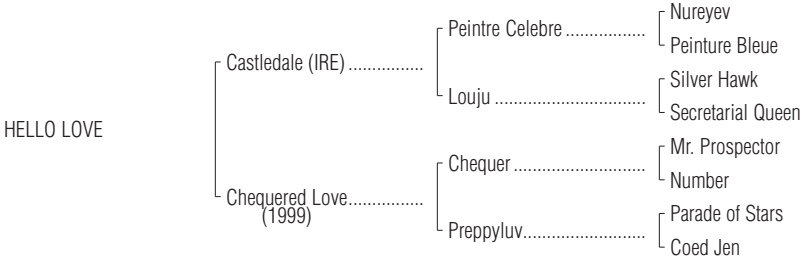 Nureyev
Peintre Celebre ..................
Peinture Bleue
Castledale (IRE) ................
Silver Hawk
Louju ................................
Secretarial Queen
HELLO LOVE
Mr. Prospector
Chequer ............................
Number
Chequered Love................
(1999)
Parade of Stars
Preppyluv..........................
Coed Jen